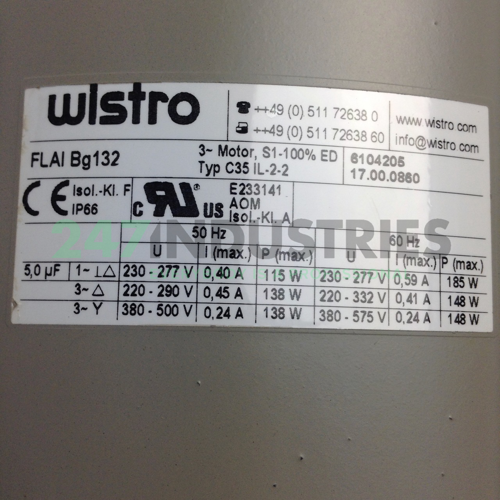 wistro
☎ ++49 (0) 511 72638 0
++49 (0) 511 72638 60
www.wistro com
info@wistro com
FLAI Bg132
3~ Motor, S1-100% ED
Typ C35 IL-2-2
6104205
17.00.0860
CE Isol.-Kl. F
IP66
c RU US
E233141
AOM
Isol.-Kl. A
247INDUSTRIES
50 Hz 60 Hz
U I (max.) P (max.) U I (max.) P (max.)
5,0 µF 1~ ⊥△ 230 - 277 V 0,40 A 115 W 230 - 277 V 0,59 A 185 W
3~ △ 220 - 290 V 0,45 A 138 W 220 - 332 V 0,41 A 148 W
3~ Y 380 - 500 V 0,24 A 138 W 380 - 575 V 0,24 A 148 W